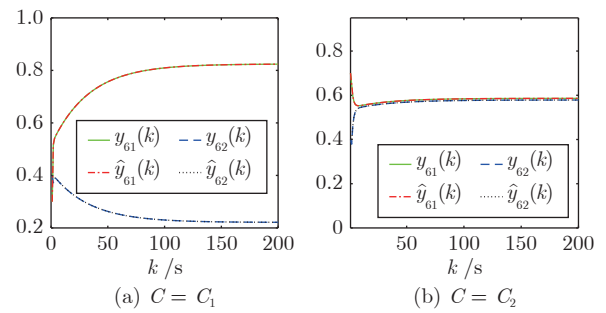 1.0
0.8
0.6
0.4
0.2
y₆₁(k) y₆₂(k)
ŷ₆₁(k) ŷ₆₂(k)
0 50 100 150 200
k /s
(a) C = C₁
0.8
0.6
0.4
0.2
0
y₆₁(k) y₆₂(k)
ŷ₆₁(k) ŷ₆₂(k)
50 100 150 200
k /s
(b) C = C₂